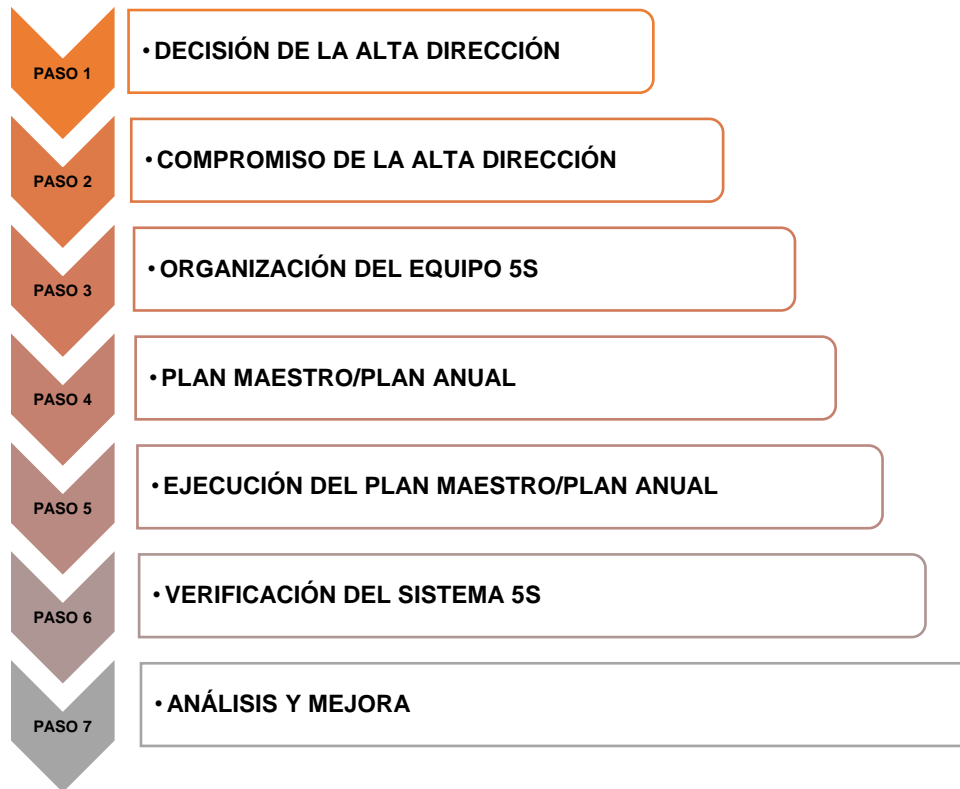 PASO 1
• DECISIÓN DE LA ALTA DIRECCIÓN
PASO 2
• COMPROMISO DE LA ALTA DIRECCIÓN
PASO 3
• ORGANIZACIÓN DEL EQUIPO 5S
PASO 4
• PLAN MAESTRO/PLAN ANUAL
PASO 5
• EJECUCIÓN DEL PLAN MAESTRO/PLAN ANUAL
PASO 6
• VERIFICACIÓN DEL SISTEMA 5S
PASO 7
• ANÁLISIS Y MEJORA